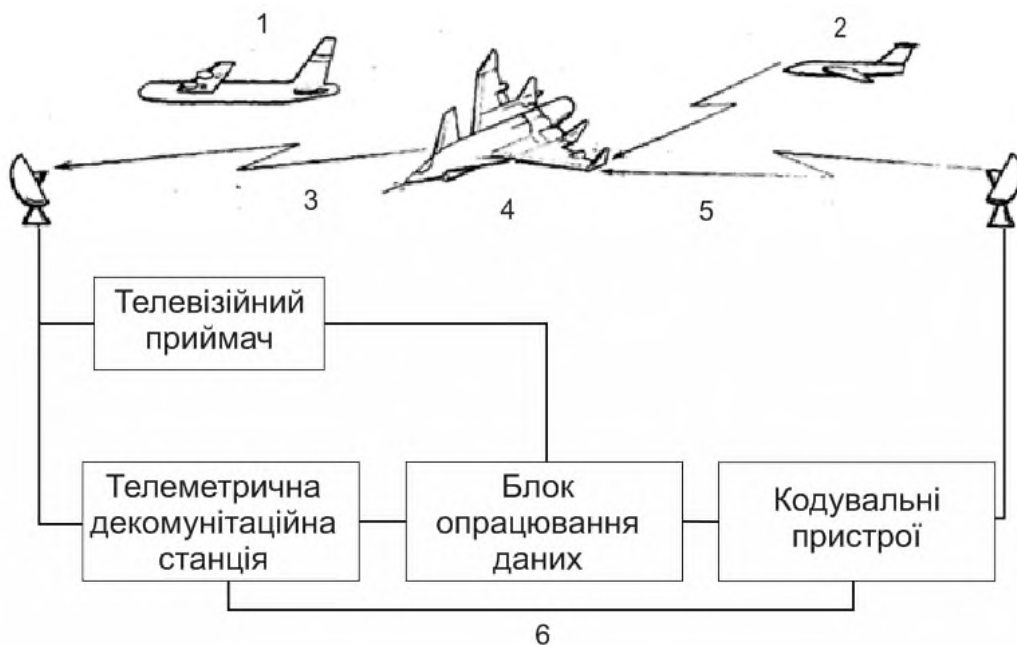 1
2
3
4
5
Телевізійний
приймач
Телеметрична
декомунітаційна
станція
Блок
опрацювання
даних
Кодувальні
пристрої
6